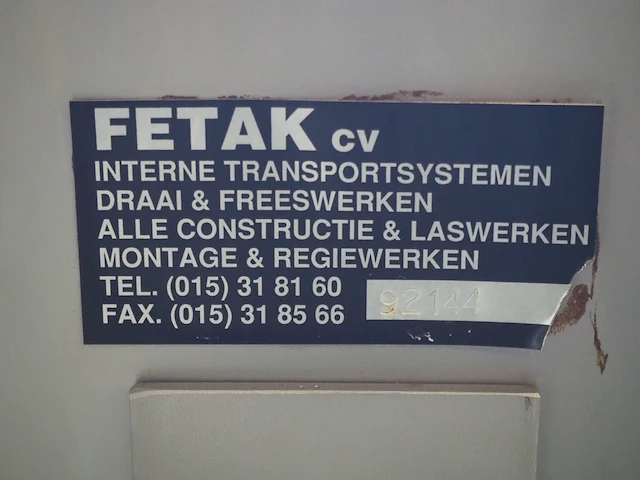 FETAK CV
INTERNE TRANSPORTSYSTEMEN
DRAAI & FREESWERKEN
ALLE CONSTRUCTIE & LASWERKEN
MONTAGE & REGIEWERKEN
TEL. (015) 31 81 60
FAX. (015) 31 85 66 92144